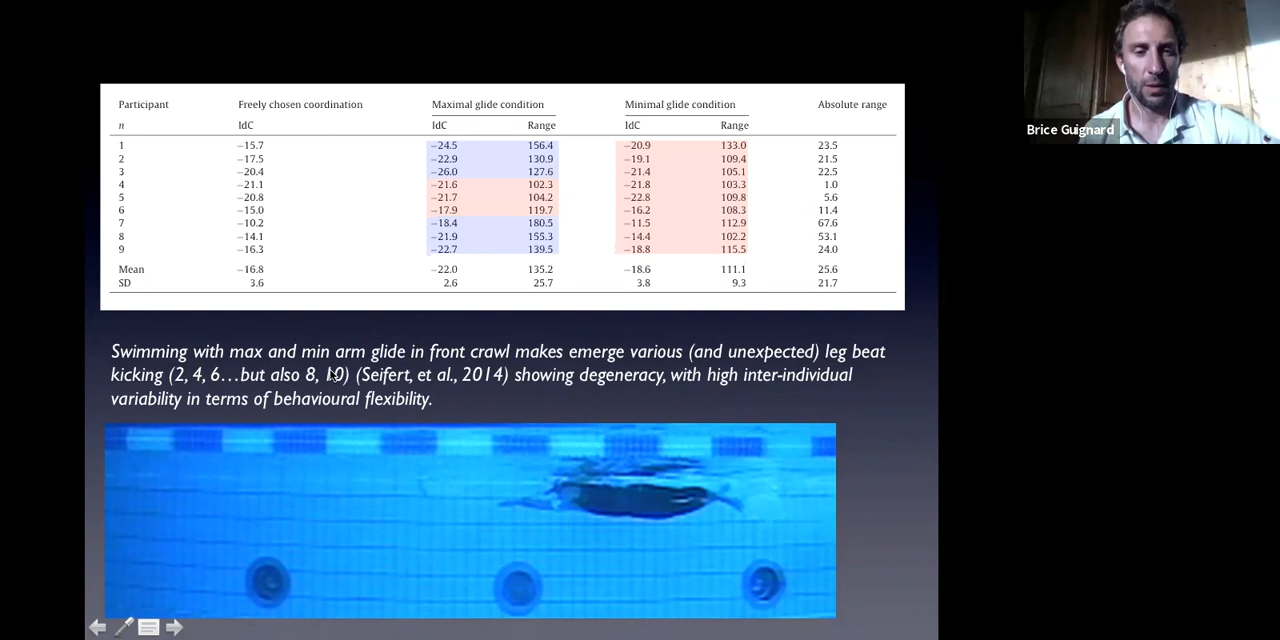 Participant Freely chosen coordination Maximal glide condition Minimal glide condition Absolute range
n IdC IdC Range IdC Range
1 −15.7 −24.5 156.4 −20.9 133.0 23.5
2 −17.5 −22.9 130.9 −19.1 109.4 21.5
3 −20.4 −26.0 127.6 −21.4 105.1 22.5
4 −21.1 −21.6 102.3 −21.8 103.3 1.0
5 −20.8 −21.7 104.2 −22.8 109.8 5.6
6 −15.0 −17.9 119.7 −16.2 108.3 11.4
7 −10.2 −18.4 180.5 −11.5 112.9 67.6
8 −14.1 −21.9 155.3 −14.4 102.2 53.1
9 −16.3 −22.7 139.5 −18.8 115.5 24.0
Mean −16.8 −22.0 135.2 −18.6 111.1 25.6
SD 3.6 2.6 25.7 3.8 9.3 21.7
Swimming with max and min arm glide in front crawl makes emerge various (and unexpected) leg beat
kicking (2, 4, 6…but also 8, 10) (Seifert, et al., 2014) showing degeneracy, with high inter-individual
variability in terms of behavioural flexibility.
Brice Guignard